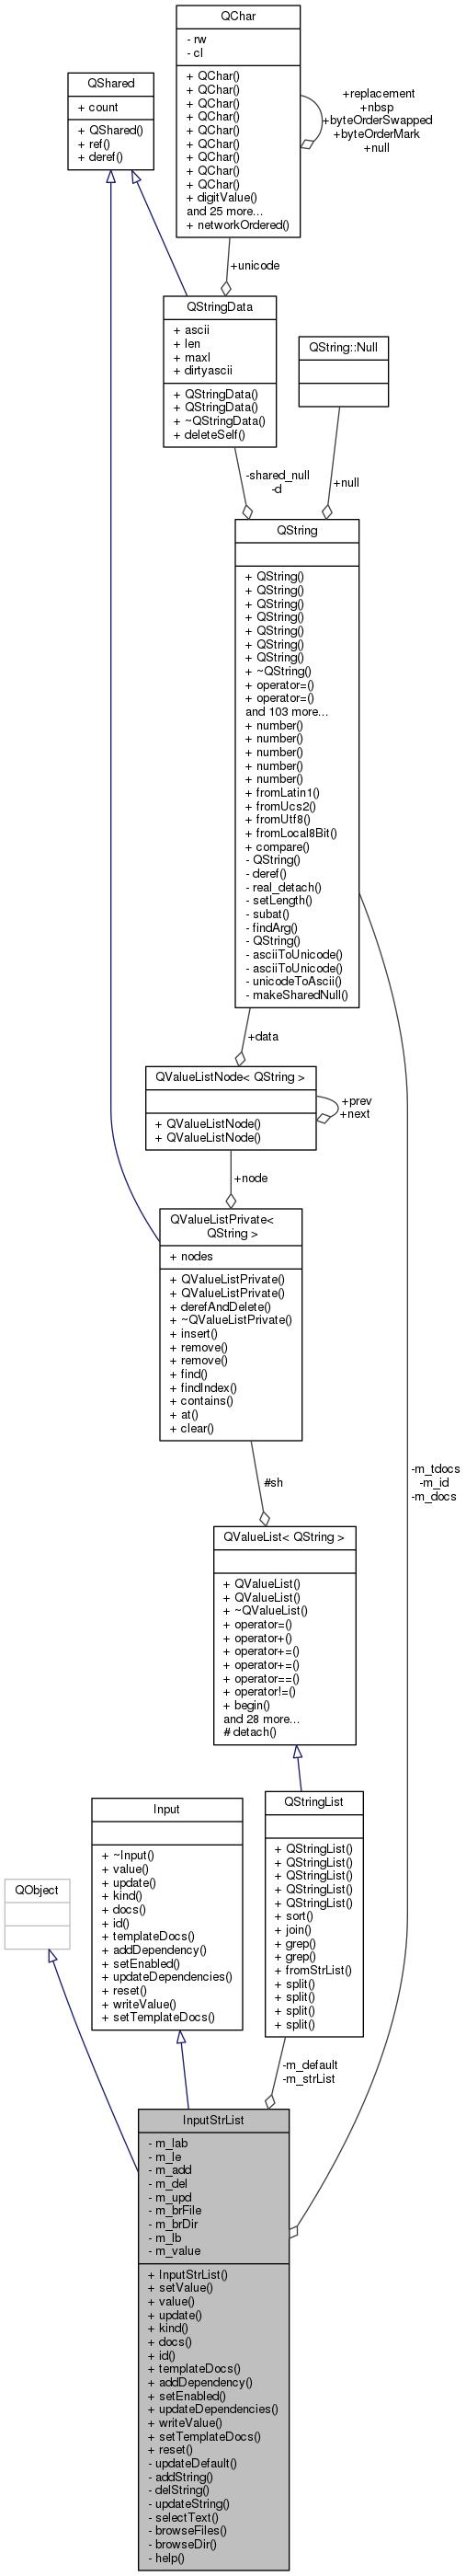 QChar
- rw
- cl
+ QChar()
+ QChar()
+ QChar()
+ QChar()
+ QChar()
+ QChar()
+ QChar()
+ QChar()
+ QChar()
+ digitValue()
and 25 more...
+ networkOrdered()
+replacement
+nbsp
+byteOrderSwapped
+byteOrderMark
+null
QShared
+ count
+ QShared()
+ ref()
+ deref()
+unicode
QStringData
+ ascii
+ len
+ maxl
+ dirtyascii
+ QStringData()
+ QStringData()
+ ~QStringData()
+ deleteSelf()
QString::Null
-shared_null
-d
+null
QString
+ QString()
+ QString()
+ QString()
+ QString()
+ QString()
+ QString()
+ QString()
+ ~QString()
+ operator=()
+ operator=()
and 103 more...
+ number()
+ number()
+ number()
+ number()
+ number()
+ fromLatin1()
+ fromUcs2()
+ fromUtf8()
+ fromLocal8Bit()
+ compare()
- QString()
- deref()
- real_detach()
- setLength()
- subat()
- findArg()
- QString()
- asciiToUnicode()
- asciiToUnicode()
- unicodeToAscii()
- makeSharedNull()
+data
QValueListNode< QString >
+ QValueListNode()
+ QValueListNode()
+prev
+next
+node
QValueListPrivate<
QString >
+ nodes
+ QValueListPrivate()
+ QValueListPrivate()
+ derefAndDelete()
+ ~QValueListPrivate()
+ insert()
+ remove()
+ remove()
+ find()
+ findIndex()
+ contains()
+ at()
+ clear()
#sh
-m_tdocs
-m_id
-m_docs
QValueList< QString >
+ QValueList()
+ QValueList()
+ ~QValueList()
+ operator=()
+ operator+()
+ operator+=()
+ operator+=()
+ operator==()
+ operator!=()
+ begin()
and 28 more...
# detach()
QStringList
+ QStringList()
+ QStringList()
+ QStringList()
+ QStringList()
+ QStringList()
+ sort()
+ join()
+ grep()
+ grep()
+ fromStrList()
+ split()
+ split()
+ split()
+ split()
Input
+ ~Input()
+ value()
+ update()
+ kind()
+ docs()
+ id()
+ templateDocs()
+ addDependency()
+ setEnabled()
+ updateDependencies()
+ reset()
+ writeValue()
+ setTemplateDocs()
QObject
-m_default
-m_strList
InputStrList
- m_lab
- m_le
- m_add
- m_del
- m_upd
- m_brFile
- m_brDir
- m_lb
- m_value
+ InputStrList()
+ setValue()
+ value()
+ update()
+ kind()
+ docs()
+ id()
+ templateDocs()
+ addDependency()
+ setEnabled()
+ updateDependencies()
+ writeValue()
+ setTemplateDocs()
+ reset()
- updateDefault()
- addString()
- delString()
- updateString()
- selectText()
- browseFiles()
- browseDir()
- help()